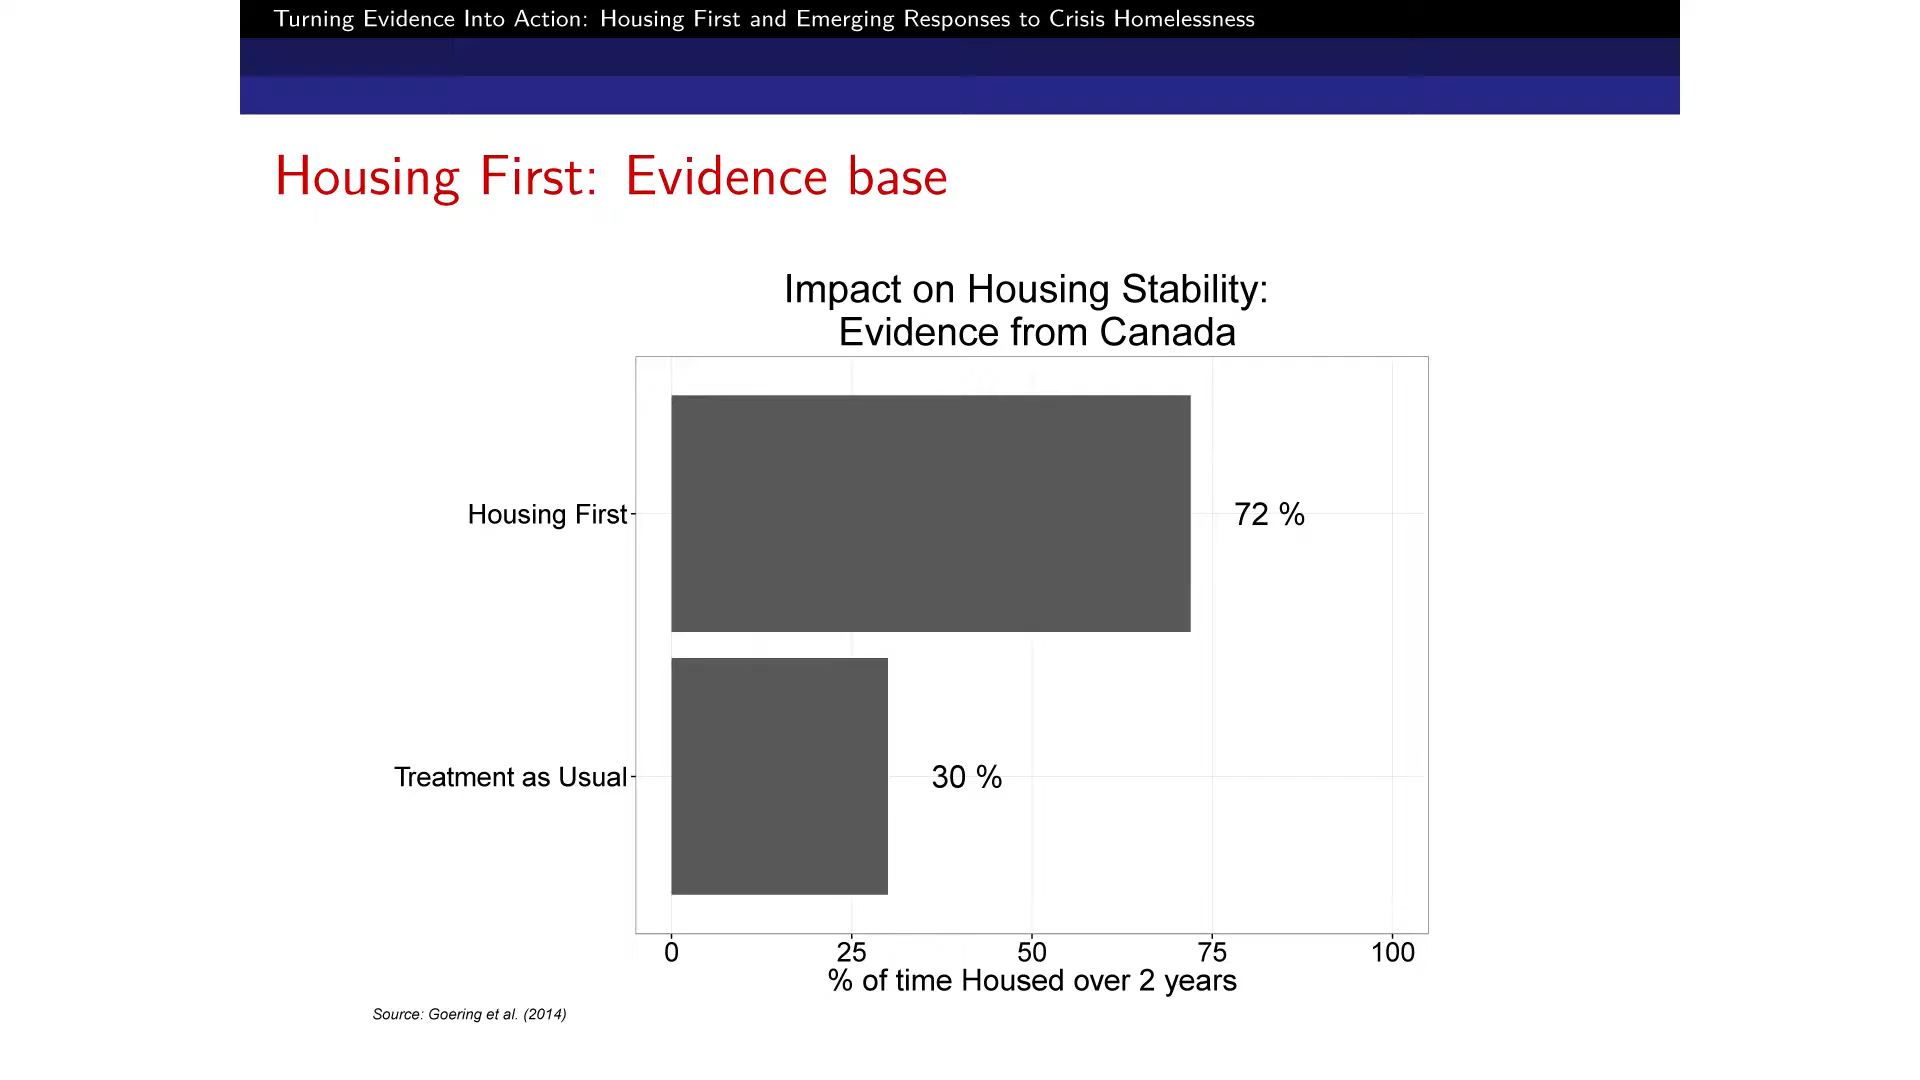 Turning Evidence Into Action: Housing First and Emerging Responses to Crisis Homelessness
Housing First: Evidence base
Impact on Housing Stability:
Evidence from Canada
Housing First
72 %
Treatment as Usual
30 %
0 25 50 75 100
% of time Housed over 2 years
Source: Goering et al. (2014)